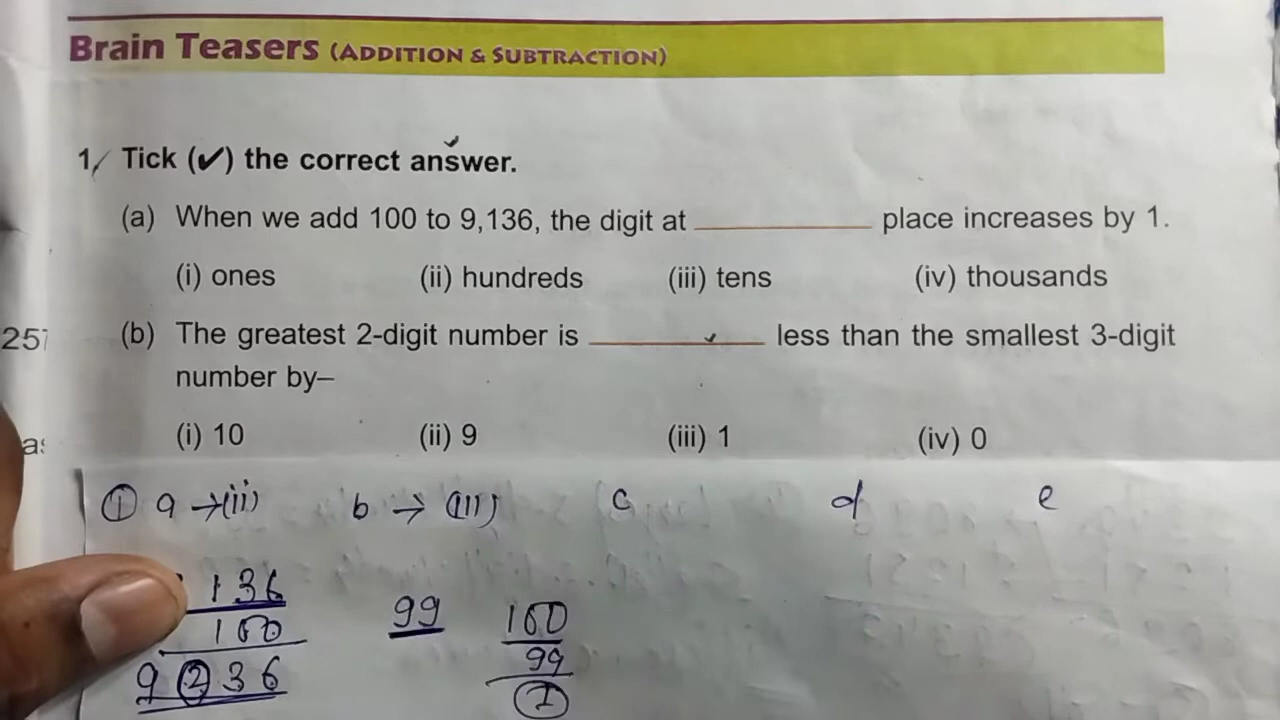 Brain Teasers (ADDITION & SUBTRACTION)
1. Tick (✔) the correct answer.
(a) When we add 100 to 9,136, the digit at ________ place increases by 1.
(i) ones (ii) hundreds (iii) tens (iv) thousands
(b) The greatest 2-digit number is ________ less than the smallest 3-digit
number by–
(i) 10 (ii) 9 (iii) 1 (iv) 0
257
as
① a → (ii) b → (iii) c d e
136
100
9236
99
100
99
1